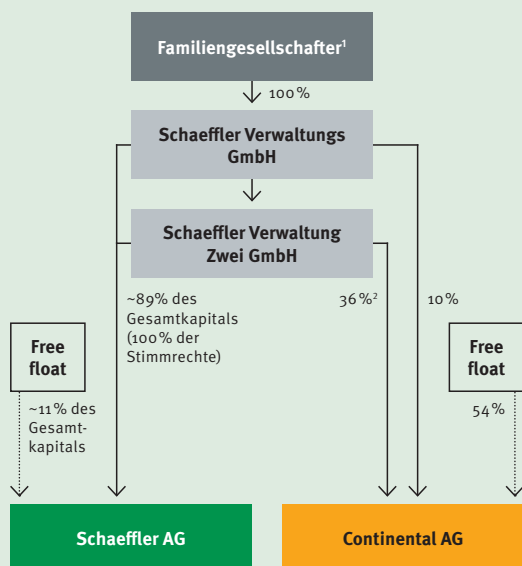 Familiengesellschafter¹
100%
Schaeffler Verwaltungs
GmbH
Schaeffler Verwaltung
Zwei GmbH
~89% des
Gesamtkapitals
(100% der
Stimmrechte)
36%²
10%
Free
float
~11% des
Gesamt-
kapitals
Free
float
54%
Schaeffler AG
Continental AG